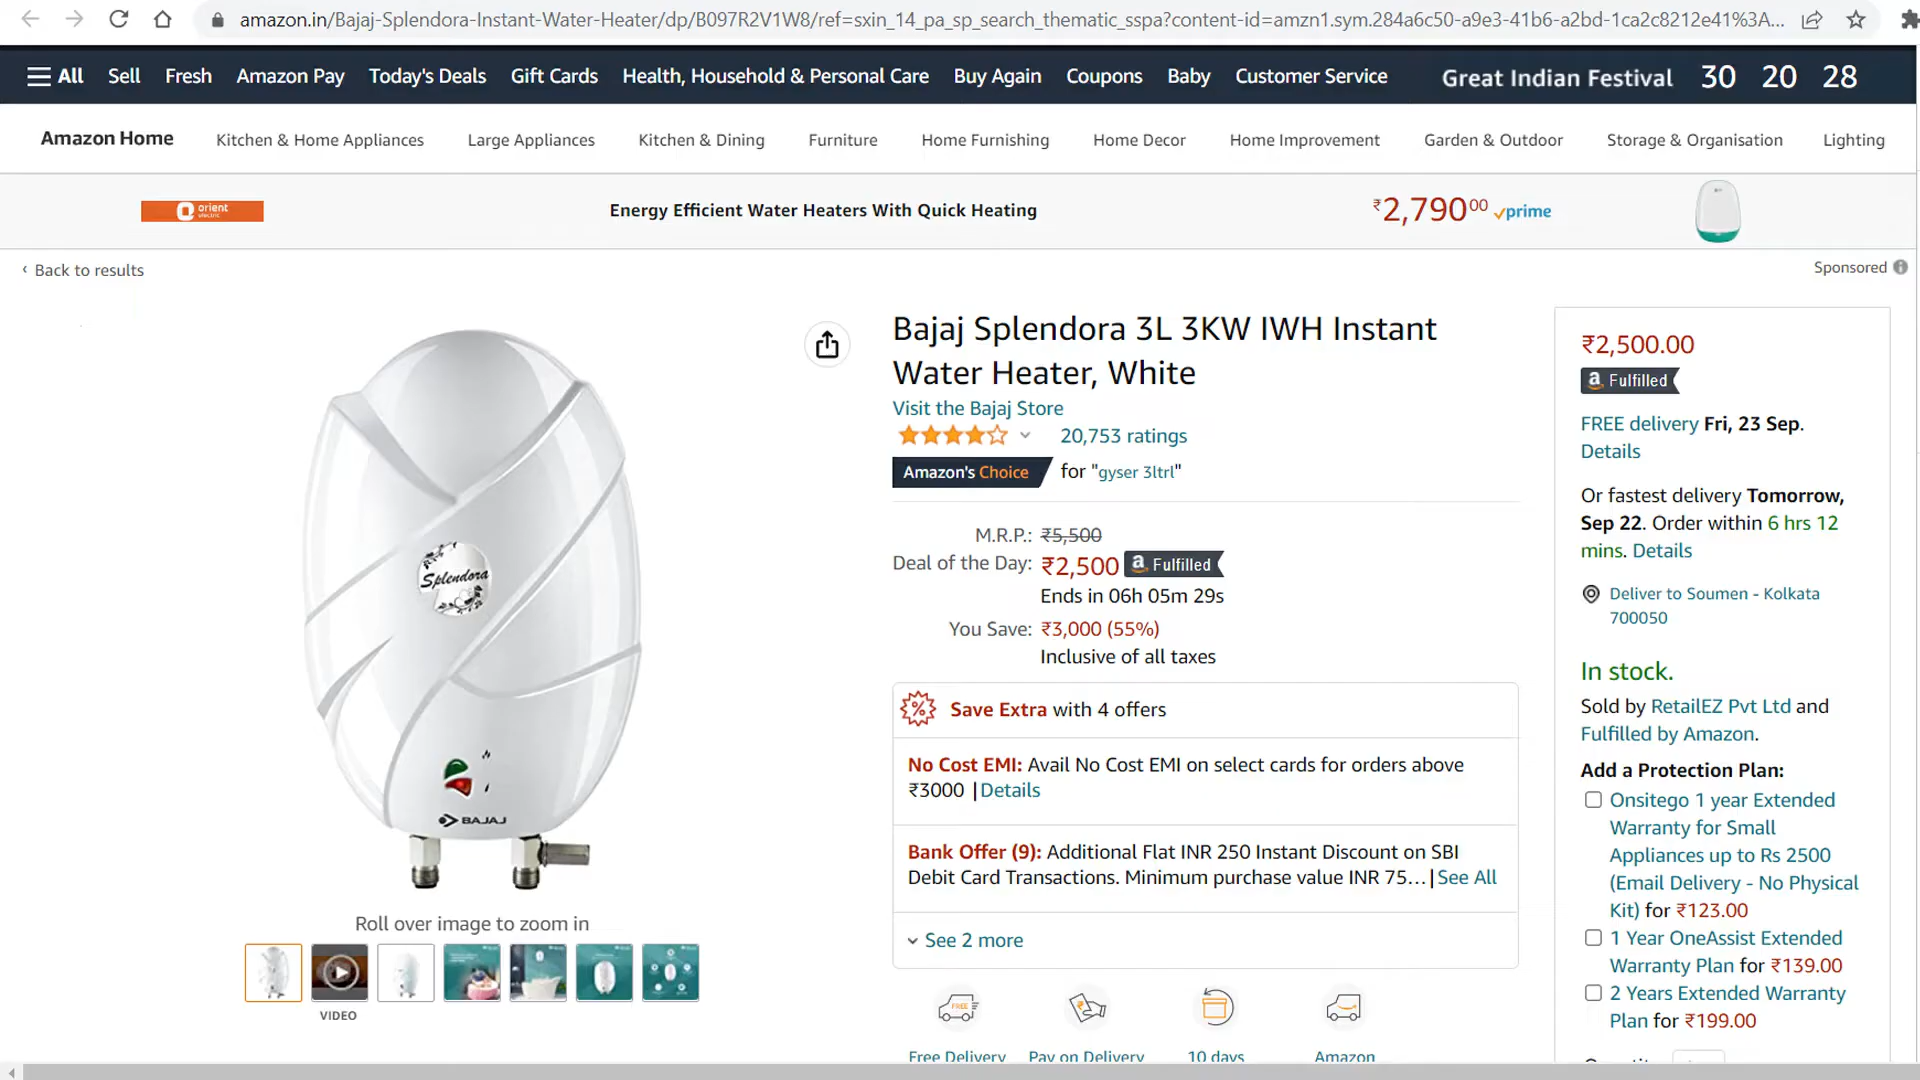 amazon.in/Bajaj-Splendora-Instant-Water-Heater/dp/B097R2V1W8/ref=sxin_14_pa_sp_search_thematic_sspa?content-id=amzn1.sym.284a6c50-a9e3-41b6-a2bd-1ca2c8212e41%3A...
All Sell Fresh Amazon Pay Today's Deals Gift Cards Health, Household & Personal Care Buy Again Coupons Baby Customer Service Great Indian Festival 30 20 28
Amazon Home Kitchen & Home Appliances Large Appliances Kitchen & Dining Furniture Home Furnishing Home Decor Home Improvement Garden & Outdoor Storage & Organisation Lighting
orient
electric
Energy Efficient Water Heaters With Quick Heating
₹2,790⁰⁰ prime
‹ Back to results
Sponsored
Splendora
BAJAJ
Roll over image to zoom in
VIDEO
Bajaj Splendora 3L 3KW IWH Instant
Water Heater, White
Visit the Bajaj Store
20,753 ratings
Amazon's Choice for "gyser 3ltrl"
M.R.P.: ₹5,500
Deal of the Day: ₹2,500 a Fulfilled
Ends in 06h 05m 29s
You Save: ₹3,000 (55%)
Inclusive of all taxes
% Save Extra with 4 offers
No Cost EMI: Avail No Cost EMI on select cards for orders above
₹3000 | Details
Bank Offer (9): Additional Flat INR 250 Instant Discount on SBI
Debit Card Transactions. Minimum purchase value INR 75... | See All
See 2 more
FREE
Free Delivery Pay on Delivery 10 days Amazon
₹2,500.00
a Fulfilled
FREE delivery Fri, 23 Sep.
Details
Or fastest delivery Tomorrow,
Sep 22. Order within 6 hrs 12
mins. Details
Deliver to Soumen - Kolkata
700050
In stock.
Sold by RetailEZ Pvt Ltd and
Fulfilled by Amazon.
Add a Protection Plan:
Onsitego 1 year Extended
Warranty for Small
Appliances up to Rs 2500
(Email Delivery - No Physical
Kit) for ₹123.00
1 Year OneAssist Extended
Warranty Plan for ₹139.00
2 Years Extended Warranty
Plan for ₹199.00